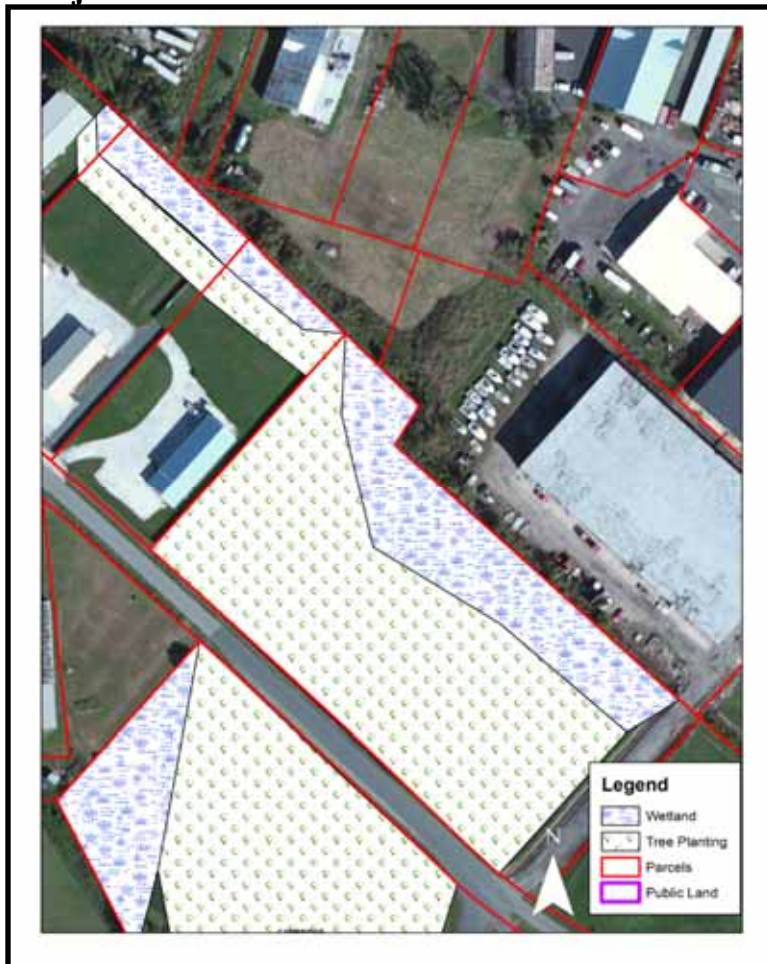 N
Legend
Wetland
Tree Planting
Parcels
Public Land